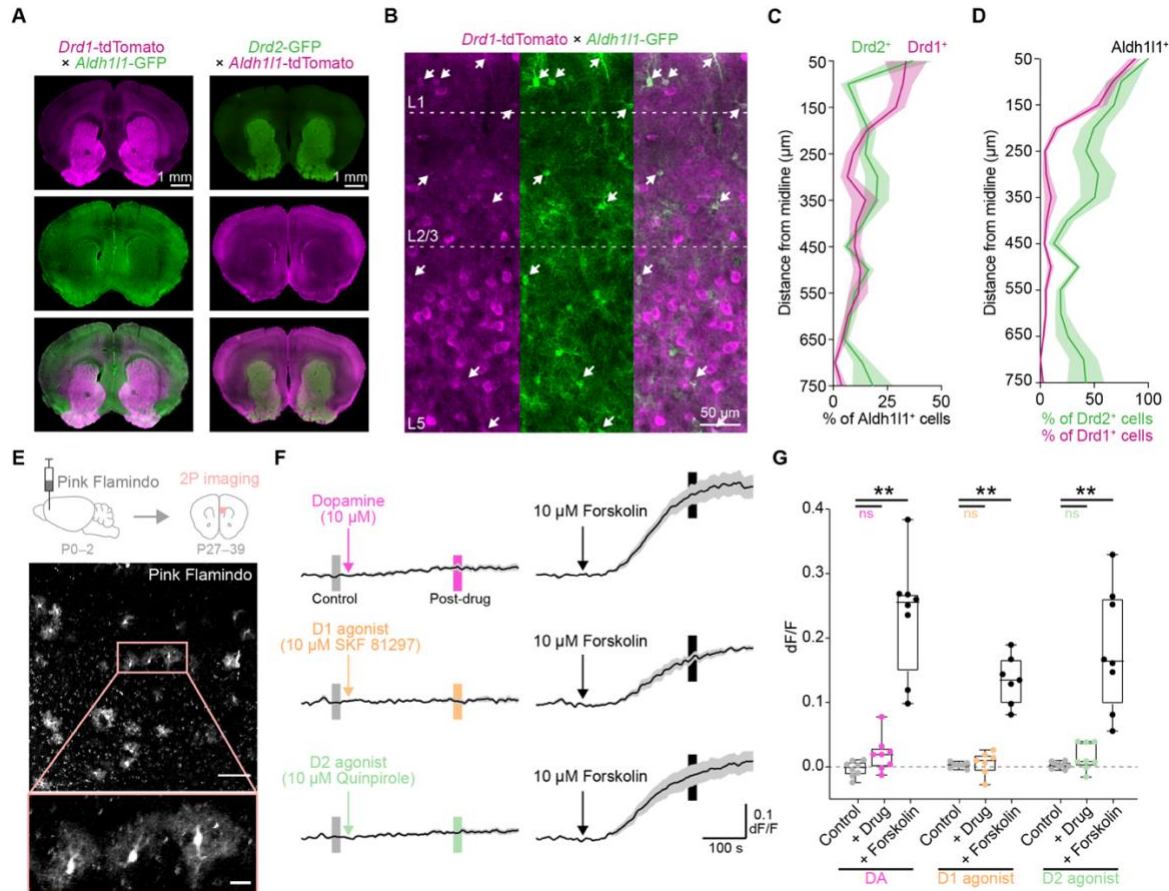 A
Drd1-tdTomato
× Aldh1l1-GFP
Drd2-GFP
× Aldh1l1-tdTomato
1 mm
1 mm
B
Drd1-tdTomato × Aldh1l1-GFP
L1
L2/3
L5
50 µm
C
Drd2⁺ Drd1⁺
Distance from midline (µm)
50
150
250
350
450
550
650
750
0 25 50
% of Aldh1l1⁺ cells
D
Aldh1l1⁺
Distance from midline (µm)
50
150
250
350
450
550
650
750
0 50 100
% of Drd2⁺ cells
% of Drd1⁺ cells
E
Pink Flamindo
2P imaging
P0–2
P27–39
Pink Flamindo
F
Dopamine
(10 µM)
Control
Post-drug
10 µM Forskolin
D1 agonist
(10 µM SKF 81297)
10 µM Forskolin
D2 agonist
(10 µM Quinpirole)
10 µM Forskolin
0.1
dF/F
100 s
G
** ** **
ns ns ns
dF/F
0.4
0.3
0.2
0.1
0.0
Control
+ Drug
+ Forskolin
Control
+ Drug
+ Forskolin
Control
+ Drug
+ Forskolin
DA
D1 agonist
D2 agonist